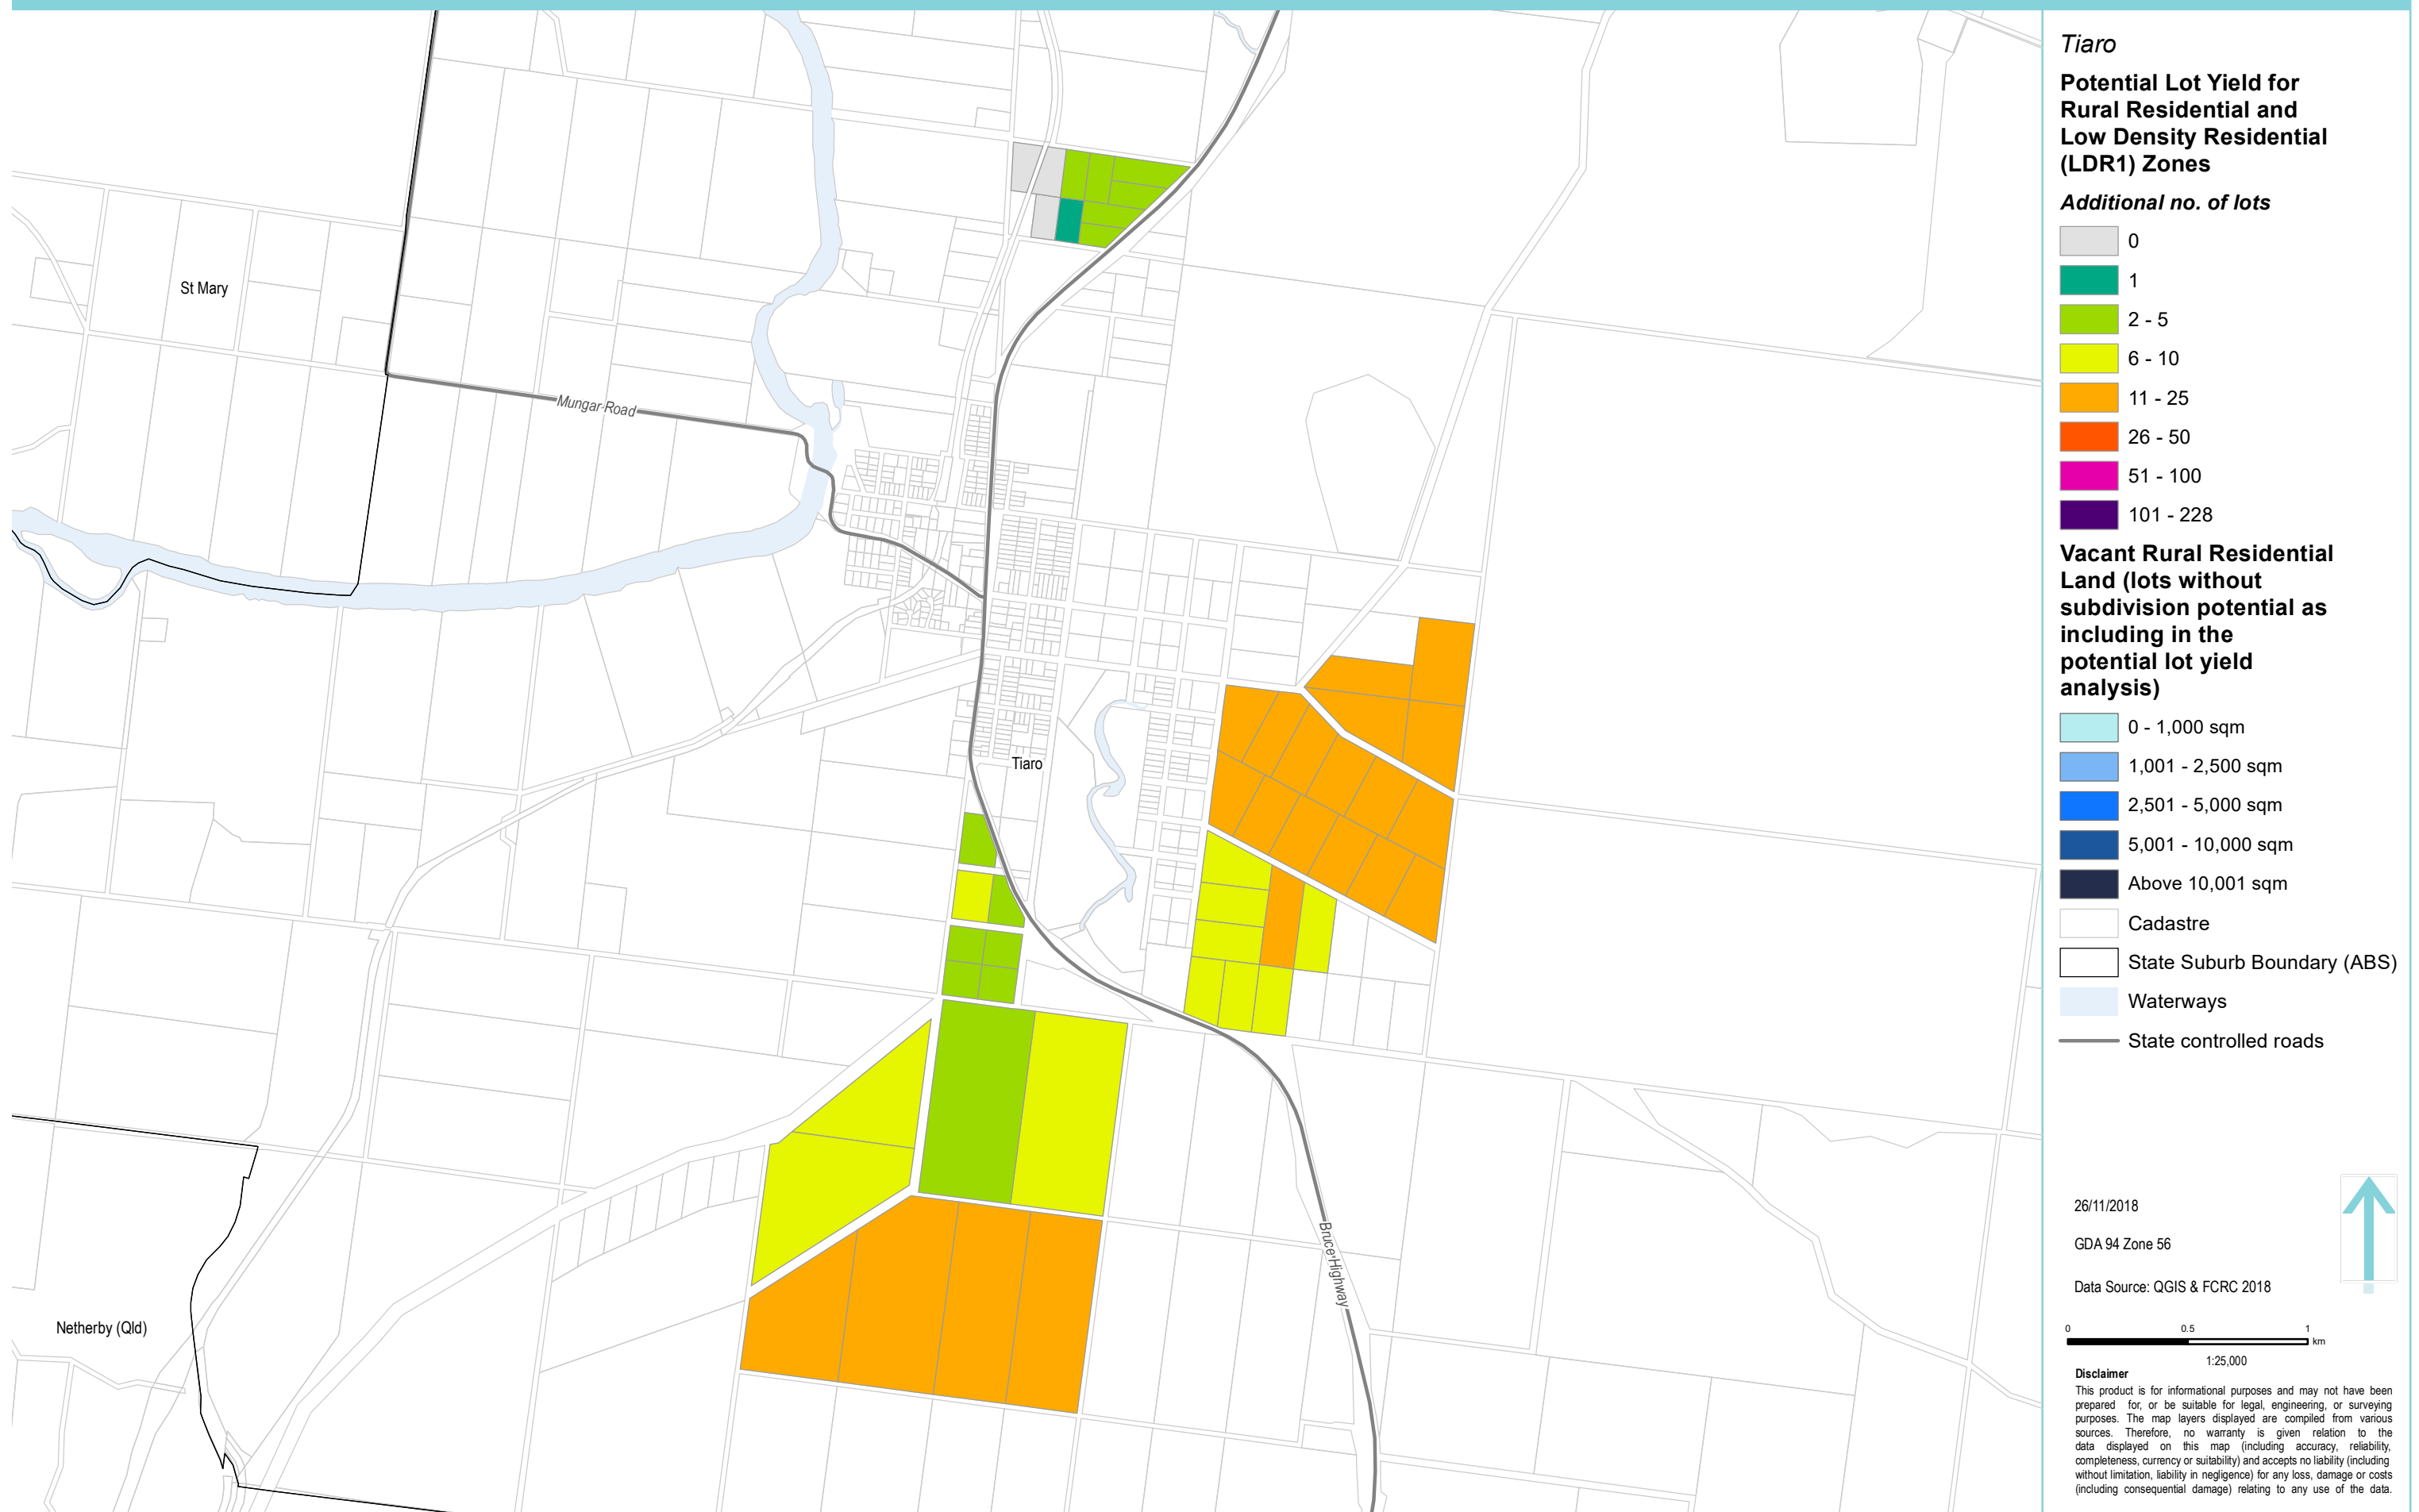 Tiaro
Potential Lot Yield for
Rural Residential and
Low Density Residential
(LDR1) Zones
Additional no. of lots
0
1
2 - 5
6 - 10
11 - 25
26 - 50
51 - 100
101 - 228
Vacant Rural Residential
Land (lots without
subdivision potential as
including in the
potential lot yield
analysis)
0 - 1,000 sqm
1,001 - 2,500 sqm
2,501 - 5,000 sqm
5,001 - 10,000 sqm
Above 10,001 sqm
Cadastre
State Suburb Boundary (ABS)
Waterways
State controlled roads
St Mary
Mungar Road
Tiaro
Bruce Highway
Netherby (Qld)
26/11/2018
GDA 94 Zone 56
Data Source: QGIS & FCRC 2018
0 0.5 1
km
1:25,000
Disclaimer
This product is for informational purposes and may not have been
prepared for, or be suitable for legal, engineering, or surveying
purposes. The map layers displayed are compiled from various
sources. Therefore, no warranty is given relation to the
data displayed on this map (including accuracy, reliability,
completeness, currency or suitability) and accepts no liability (including
without limitation, liability in negligence) for any loss, damage or costs
(including consequential damage) relating to any use of the data.